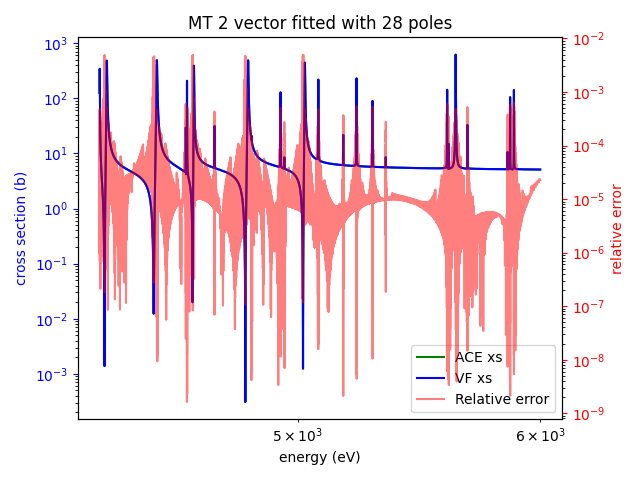 MT 2 vector fitted with 28 poles
10³
10²
10¹
10⁰
10⁻¹
10⁻²
10⁻³
cross section (b)
10⁻²
10⁻³
10⁻⁴
10⁻⁵
10⁻⁶
10⁻⁷
10⁻⁸
10⁻⁹
relative error
ACE xs
VF xs
Relative error
5 × 10³
6 × 10³
energy (eV)